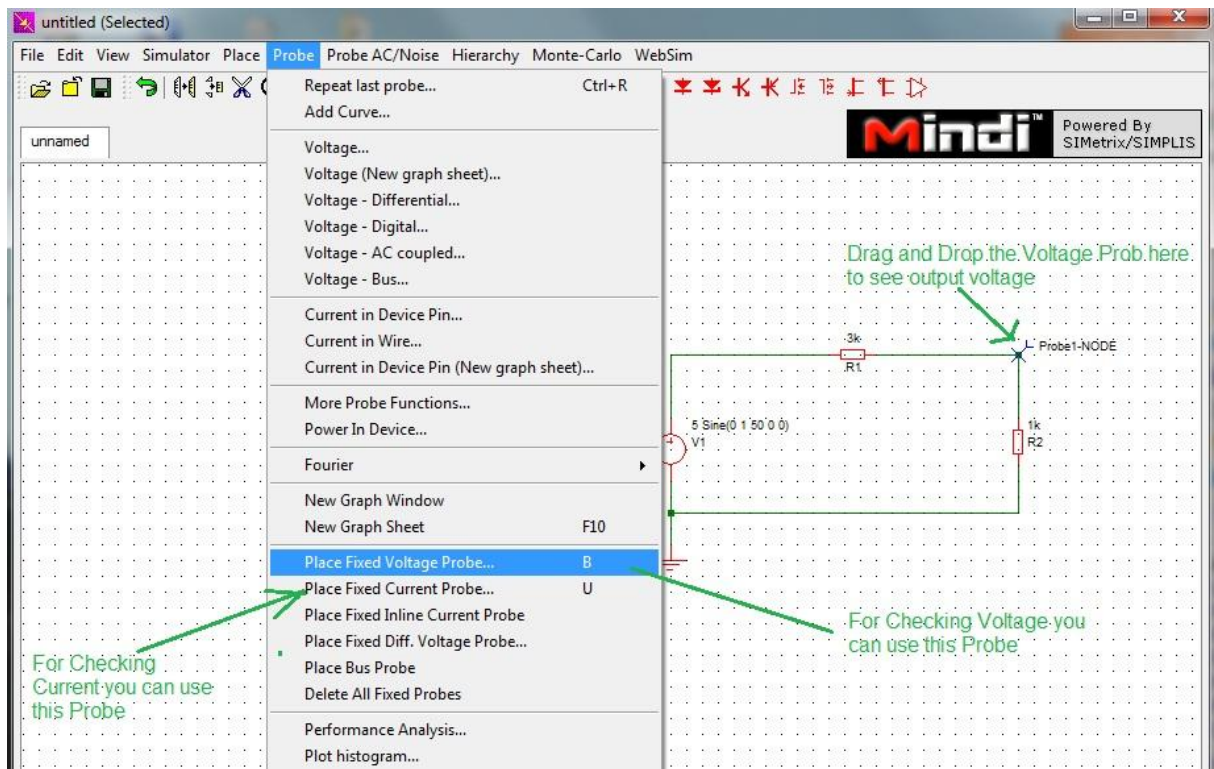 untitled (Selected)
File Edit View Simulator Place Probe Probe AC/Noise Hierarchy Monte-Carlo WebSim
unnamed
Mindi™
Powered By
SIMetrix/SIMPLIS
Repeat last probe... Ctrl+R
Add Curve...
Voltage...
Voltage (New graph sheet)...
Voltage - Differential...
Voltage - Digital...
Voltage - AC coupled...
Voltage - Bus...
Current in Device Pin...
Current in Wire...
Current in Device Pin (New graph sheet)...
More Probe Functions...
Power In Device...
Fourier
New Graph Window
New Graph Sheet F10
Place Fixed Voltage Probe... B
Place Fixed Current Probe... U
Place Fixed Inline Current Probe
Place Fixed Diff. Voltage Probe...
Place Bus Probe
Delete All Fixed Probes
Performance Analysis...
Plot histogram...
Drag and Drop the Voltage Prob here
to see output voltage
3k
R1
Probe1-NODE
5 Sine(0 1 50 0 0)
V1
1k
R2
For Checking Voltage you
can use this Probe
For Checking
Current you can use
this Probe